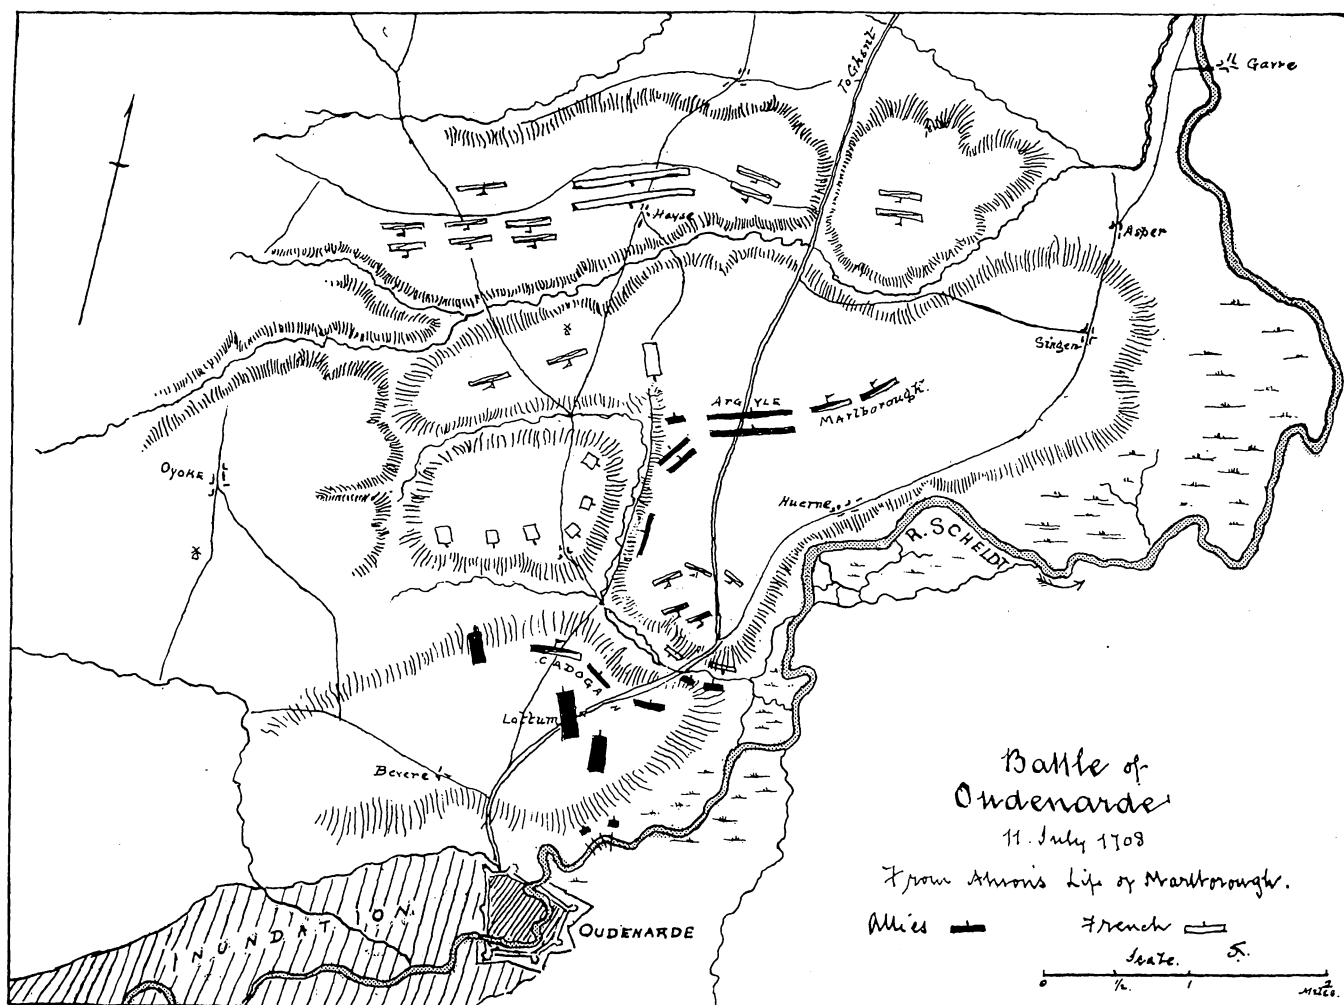 To Ghent
Garre
Hayse
Asper
Singen
ARGYLE
MARLBOROUGH.
OYOKE
Huerne
R. SCHELDT
CADOGAN
Lottum
Bevere
Battle of
Oudenarde
11. July 1708
From Life of Marlborough.
Allies French
Scale.
0 1/2 1 2
Miles.
INUNDATION
OUDENARDE